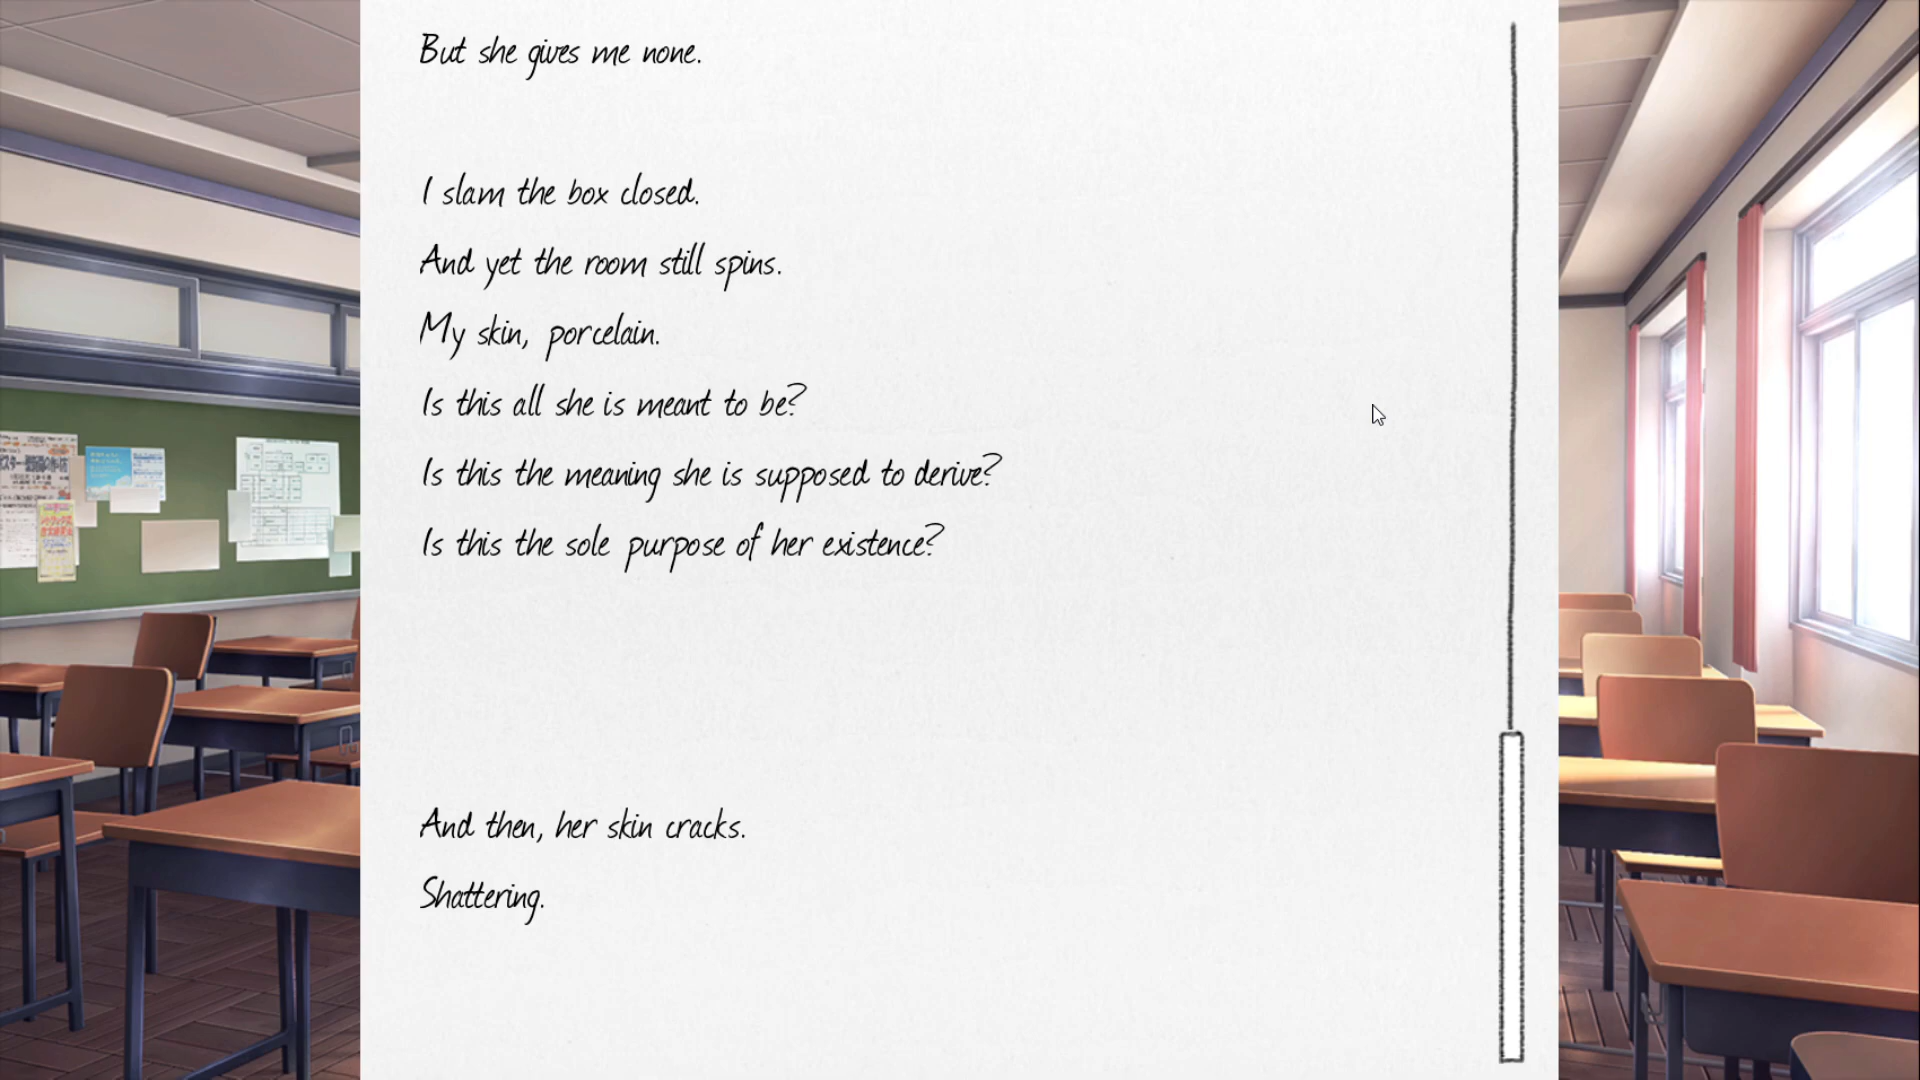 But she gives me none.
I slam the box closed.
And yet the room still spins.
My skin, porcelain.
Is this all she is meant to be?
Is this the meaning she is supposed to derive?
Is this the sole purpose of her existence?
And then, her skin cracks.
Shattering.